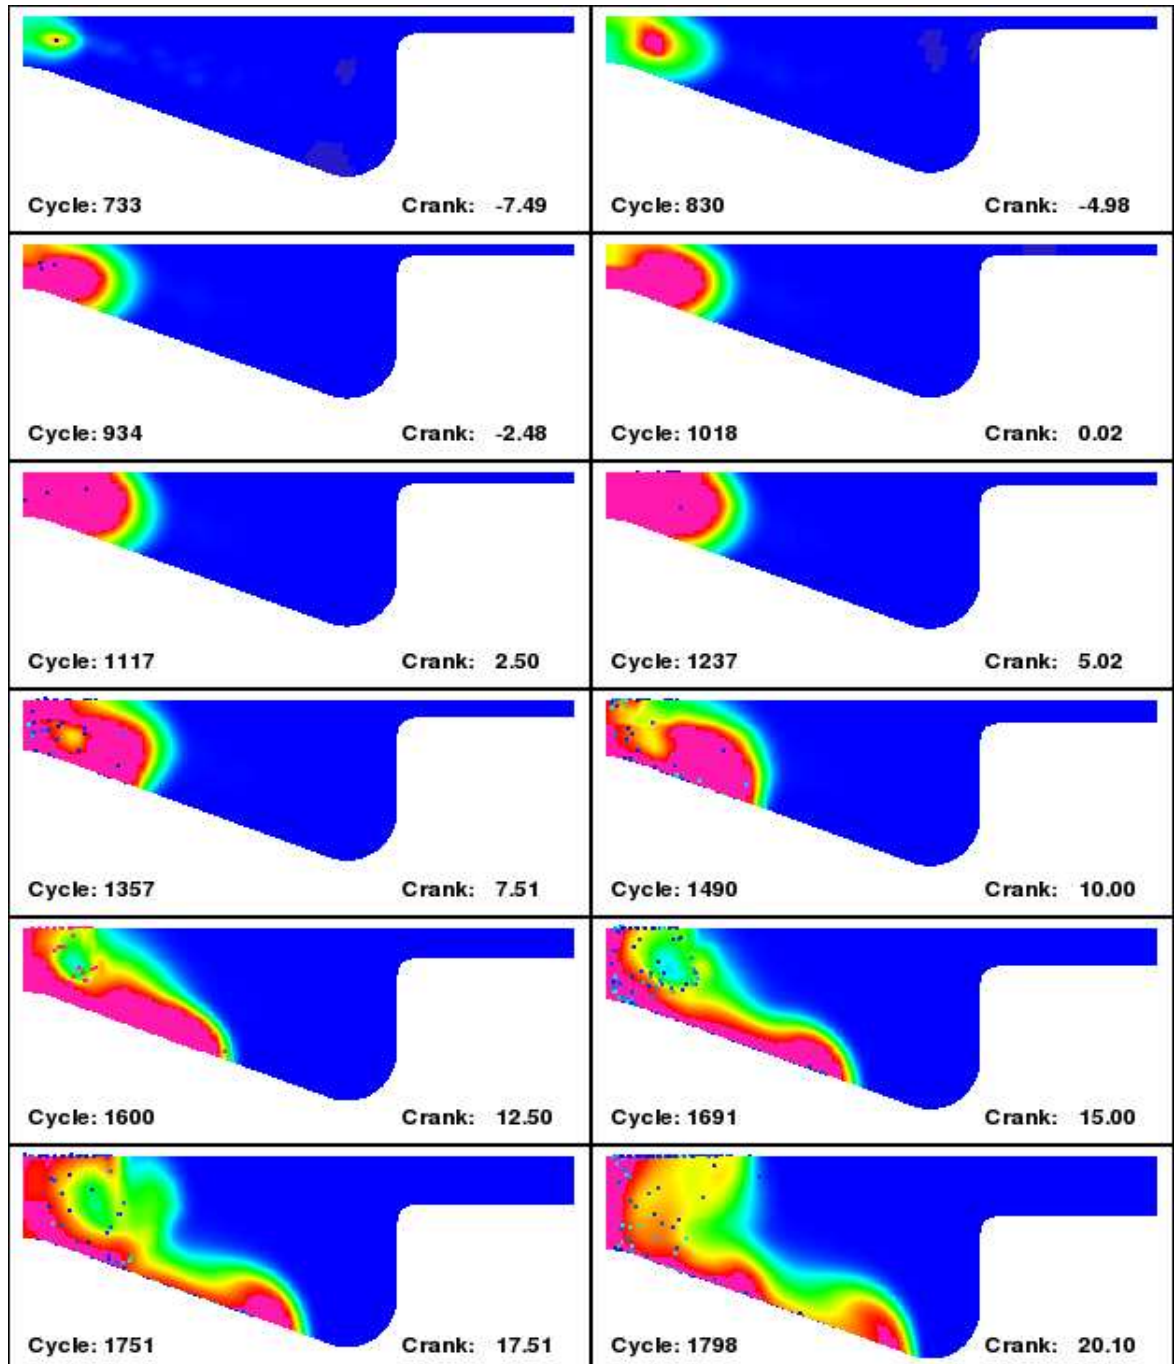 Cycle: 733 Crank: -7.49
Cycle: 830 Crank: -4.98
Cycle: 934 Crank: -2.48
Cycle: 1018 Crank: 0.02
Cycle: 1117 Crank: 2.50
Cycle: 1237 Crank: 5.02
Cycle: 1357 Crank: 7.51
Cycle: 1490 Crank: 10.00
Cycle: 1600 Crank: 12.50
Cycle: 1691 Crank: 15.00
Cycle: 1751 Crank: 17.51
Cycle: 1798 Crank: 20.10